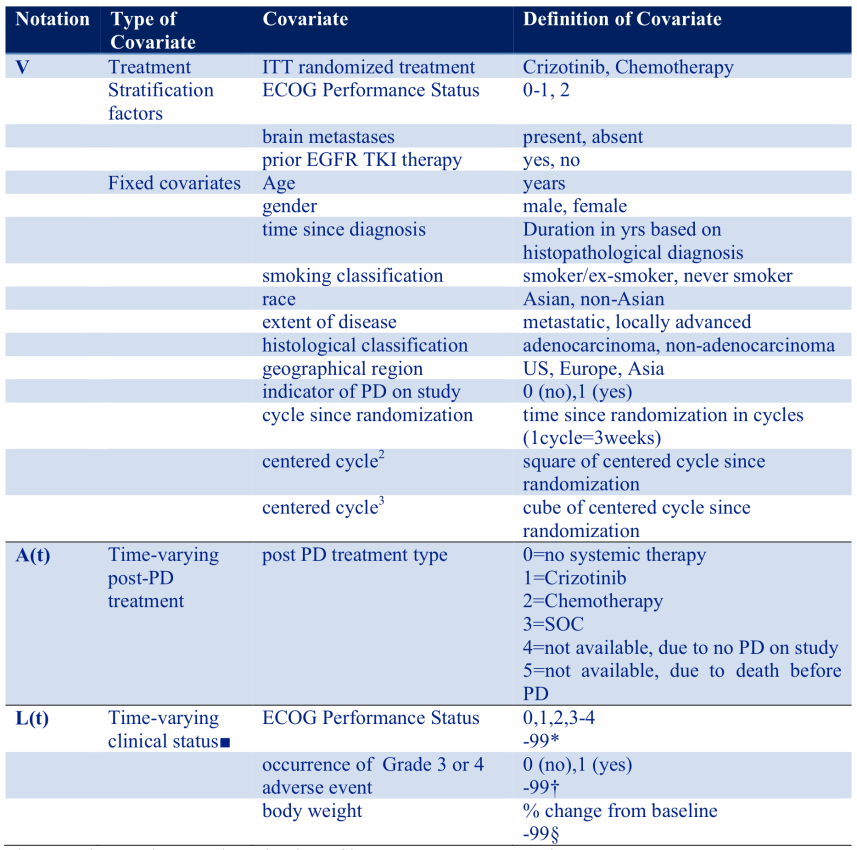 Notation Type of Covariate Definition of Covariate
Covariate
V Treatment ITT randomized treatment Crizotinib, Chemotherapy
Stratification ECOG Performance Status 0-1, 2
factors
brain metastases present, absent
prior EGFR TKI therapy yes, no
Fixed covariates Age years
gender male, female
time since diagnosis Duration in yrs based on
histopathological diagnosis
smoking classification smoker/ex-smoker, never smoker
race Asian, non-Asian
extent of disease metastatic, locally advanced
histological classification adenocarcinoma, non-adenocarcinoma
geographical region US, Europe, Asia
indicator of PD on study 0 (no),1 (yes)
cycle since randomization time since randomization in cycles
(1cycle=3weeks)
centered cycle² square of centered cycle since
randomization
centered cycle³ cube of centered cycle since
randomization
A(t) Time-varying post PD treatment type 0=no systemic therapy
post-PD 1=Crizotinib
treatment 2=Chemotherapy
3=SOC
4=not available, due to no PD on study
5=not available, due to death before
PD
L(t) Time-varying ECOG Performance Status 0,1,2,3-4
clinical status■ -99*
occurrence of Grade 3 or 4 0 (no),1 (yes)
adverse event -99†
body weight % change from baseline
-99§